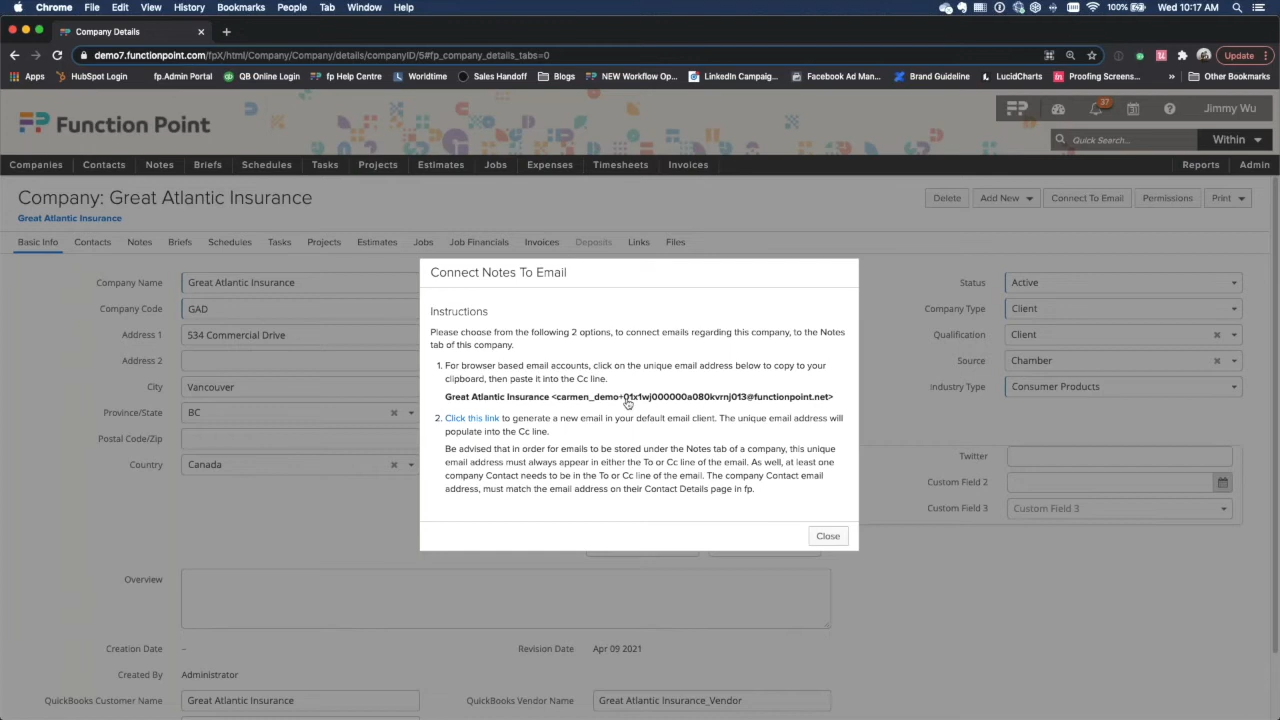 Chrome File Edit View History Bookmarks People Tab Window Help 100% Wed 10:17 AM
Company Details
demo7.functionpoint.com/fpX/html/Company/Company/details/companyID/5#fp_company_details_tabs=0 Update
Apps HubSpot Login fp.Admin Portal QB Online Login fp Help Centre Worldtime Sales Handoff Blogs NEW Workflow Op... LinkedIn Campaig... Facebook Ad Man... Brand Guideline LucidCharts Proofing Screems... » Other Bookmarks
Function Point 37 Jimmy Wu
Quick Search... Within
Companies Contacts Notes Briefs Schedules Tasks Projects Estimates Jobs Expenses Timesheets Invoices Reports Admin
Company: Great Atlantic Insurance Delete Add New Connect To Email Permissions Print
Great Atlantic Insurance
Basic Info Contacts Notes Briefs Schedules Tasks Projects Estimates Jobs Job Financials Invoices Deposits Links Files
Connect Notes To Email
Instructions
Please choose from the following 2 options, to connect emails regarding this company, to the Notes
tab of this company.
1. For browser based email accounts, click on the unique email address below to copy to your
clipboard, then paste it into the Cc line.
Great Atlantic Insurance <carmen_demo+01x1wj000000a080kvrnj013@functionpoint.net>
2. Click this link to generate a new email in your default email client. The unique email address will
populate into the Cc line.
Be advised that in order for emails to be stored under the Notes tab of a company, this unique
email address must always appear in either the To or Cc line of the email. As well, at least one
company Contact needs to be in the To or Cc line of the email. The company Contact email
address, must match the email address on their Contact Details page in fp.
Close
Company Name Great Atlantic Insurance
Company Code GAD
Address 1 534 Commercial Drive
Address 2
City Vancouver
Province/State BC
Postal Code/Zip
Country Canada
Status Active
Company Type Client
Qualification Client
Source Chamber
Industry Type Consumer Products
Twitter
Custom Field 2
Custom Field 3 Custom Field 3
Overview
Creation Date – Revision Date Apr 09 2021
Created By Administrator
QuickBooks Customer Name Great Atlantic Insurance QuickBooks Vendor Name Great Atlantic Insurance_Vendor